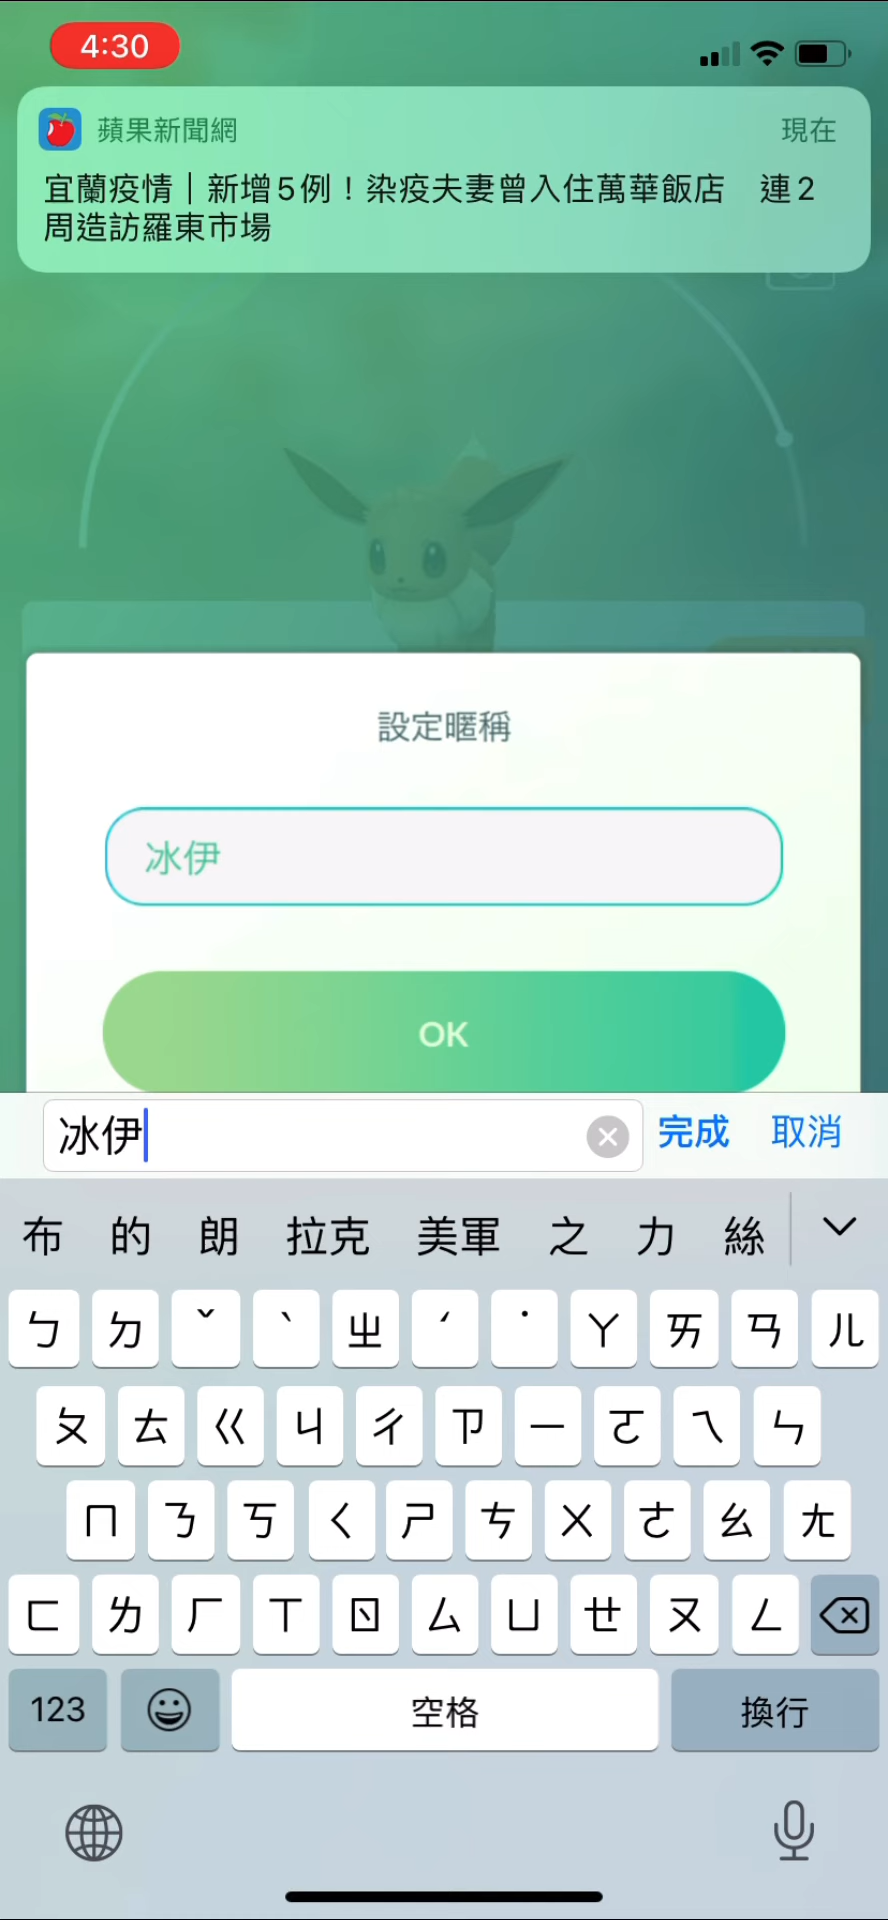 4:30
蘋果新聞網 現在
宜蘭疫情｜新增5例！染疫夫妻曾入住萬華飯店　連2
周造訪羅東市場
設定暱稱
冰伊
OK
冰伊 完成 取消
布 的 朗 拉克 美軍 之 力 絲
ㄅ ㄉ ˇ ˋ ㄓ ˊ ˙ ㄚ ㄞ ㄢ ㄦ
ㄆ ㄊ ㄍ ㄐ ㄔ ㄗ ㄧ ㄛ ㄟ ㄣ
ㄇ ㄋ ㄎ ㄑ ㄕ ㄘ ㄨ ㄜ ㄠ ㄤ
ㄈ ㄌ ㄏ ㄒ ㄖ ㄙ ㄩ ㄝ ㄡ ㄥ
123 空格 換行